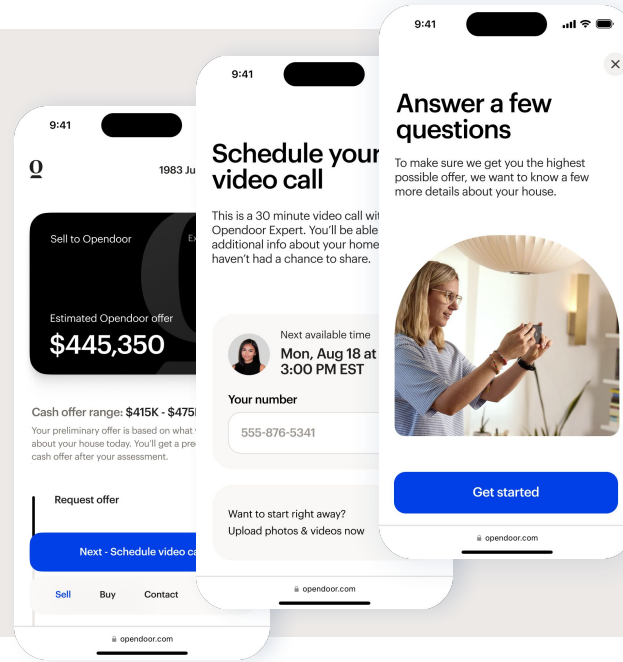 9:41
1983 Ju
Sell to Opendoor
Estimated Opendoor offer
$445,350
Cash offer range: $415K - $475
Your preliminary offer is based on what
about your house today. You'll get a pre
cash offer after your assessment.
Request offer
Next - Schedule video ca
Sell Buy Contact
opendoor.com
9:41
Schedule your
video call
This is a 30 minute video call wi
Opendoor Expert. You'll be able
additional info about your home
haven't had a chance to share.
Next available time
Mon, Aug 18 at
3:00 PM EST
Your number
555-876-5341
Want to start right away?
Upload photos & videos now
opendoor.com
9:41
Answer a few
questions
To make sure we get you the highest
possible offer, we want to know a few
more details about your house.
Get started
opendoor.com